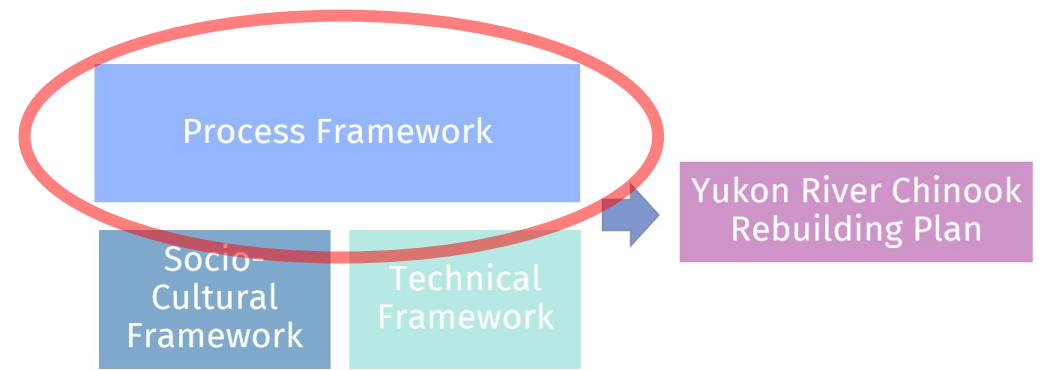 Process Framework
Socio-
Cultural
Framework
Technical
Framework
Yukon River Chinook
Rebuilding Plan